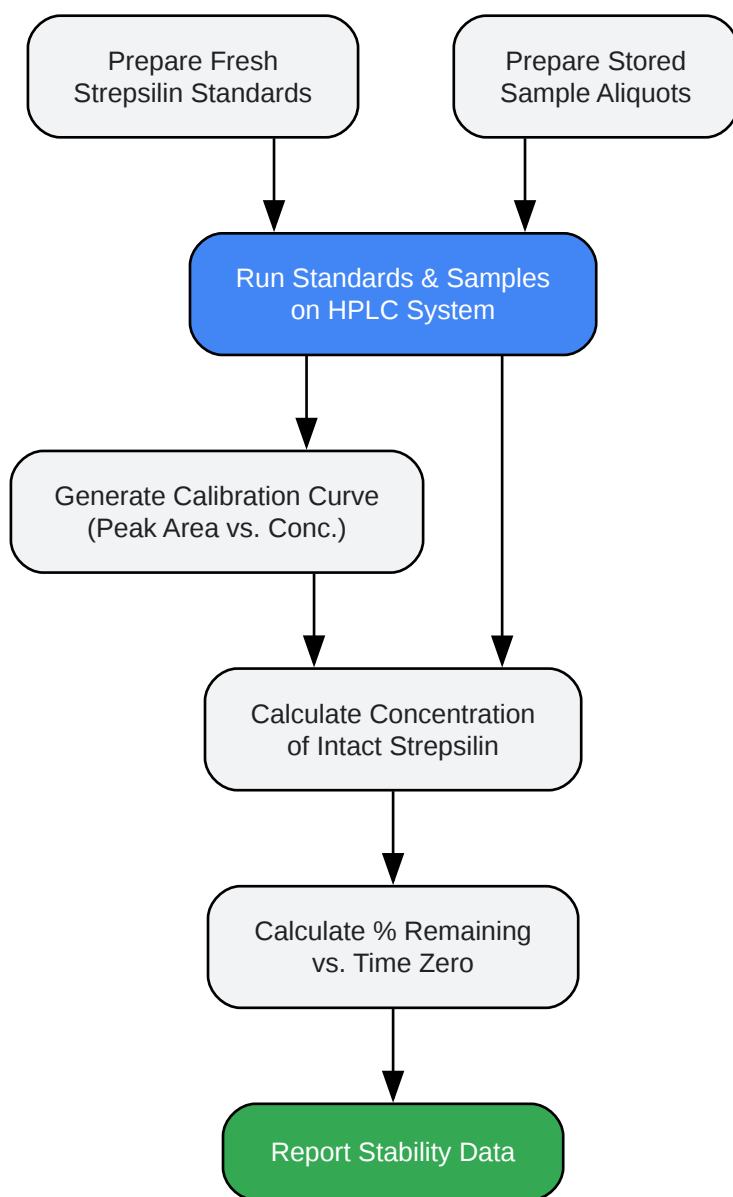 Prepare Fresh
Strepsilin Standards
Prepare Stored
Sample Aliquots
Run Standards & Samples
on HPLC System
Generate Calibration Curve
(Peak Area vs. Conc.)
Calculate Concentration
of Intact Strepsilin
Calculate % Remaining
vs. Time Zero
Report Stability Data